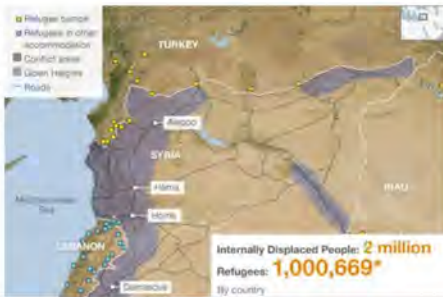 Refugee camps
Refugees in other
accommodation
Conflict areas
Golan Heights
Roads
TURKEY
Aleppo
SYRIA
Mediterranean
Sea
Hama
IRAQ
Homs
LEBANON
Damascus
Internally Displaced People: 2 million
Refugees: 1,000,669*
By country